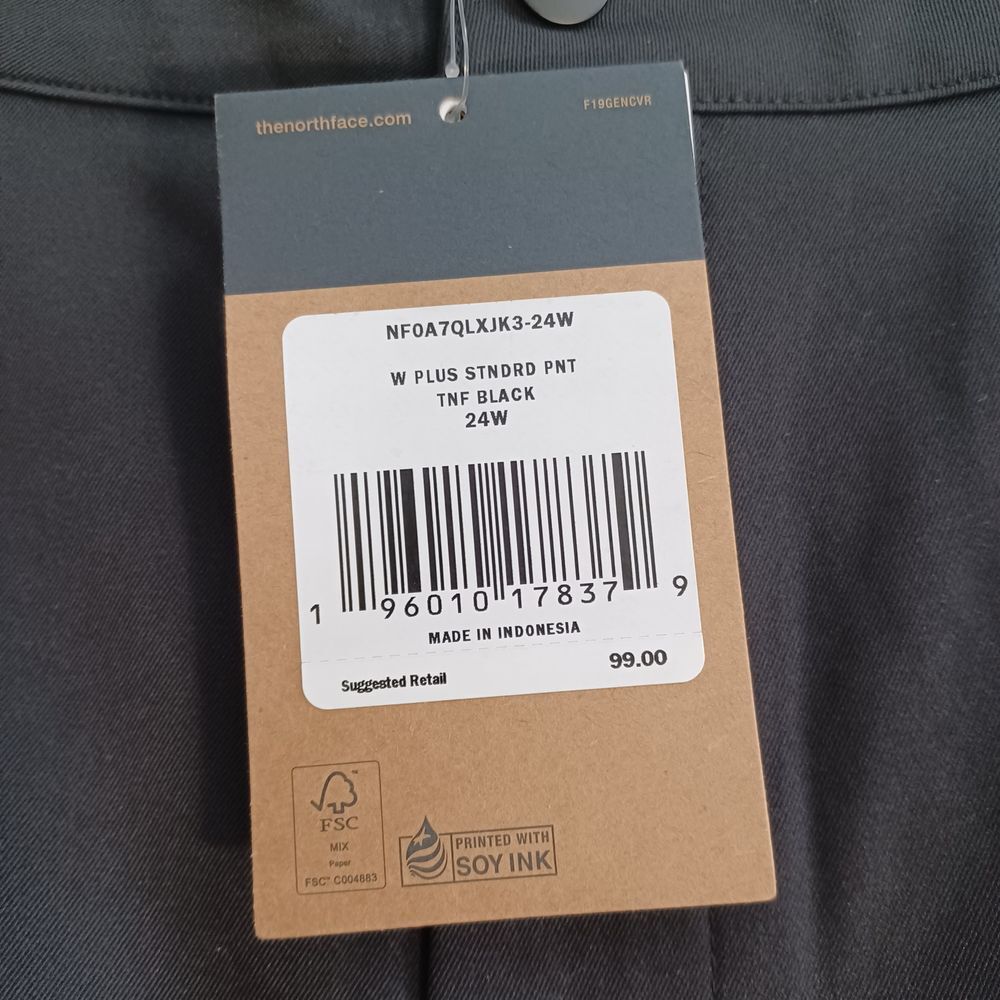 thenorthface.com
F19GENCVR
NF0A7QLXJK3-24W
W PLUS STNDRD PNT
TNF BLACK
24W
1 96010 17837 9
MADE IN INDONESIA
Suggested Retail 99.00
FSC
MIX
Paper
FSC™ C004883
PRINTED WITH
SOY INK